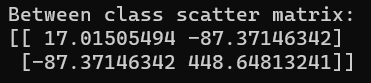 Between class scatter matrix:
[[ 17.01505494 -87.37146342]
 [-87.37146342 448.64813241]]